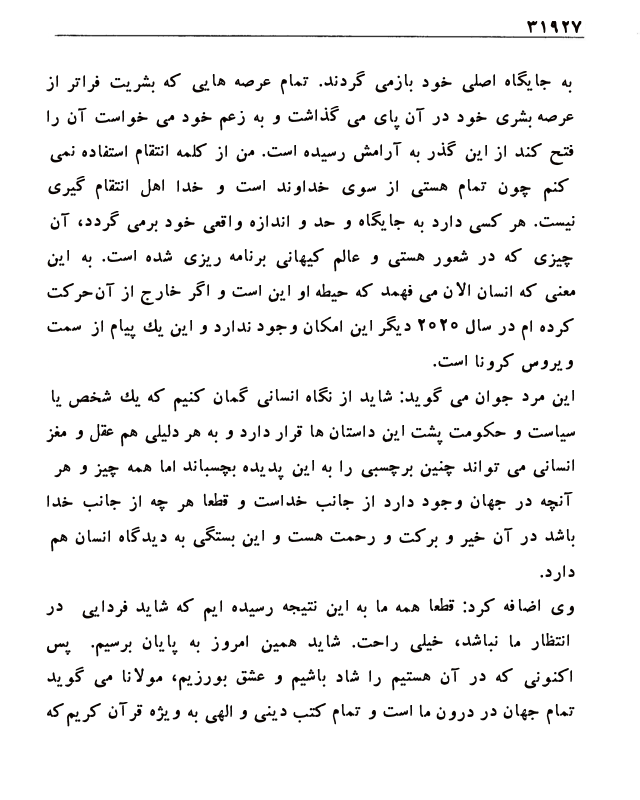 ۳۱۹۲۷
به جایگاه اصلی خود بازمی گردند. تمام عرصه هایی که بشریت فراتر از
عرصه بشری خود در آن پای می گذاشت و به زعم خود می خواست آن را
فتح کند از این گذر به آرامش رسیده است. من از کلمه انتقام استفاده نمی
کنم چون تمام هستی از سوی خداوند است و خدا اهل انتقام گیری
نیست. هر کسی دارد به جایگاه و حد و اندازه واقعی خود برمی گردد، آن
چیزی که در شعور هستی و عالم کیهانی برنامه ریزی شده است. به این
معنی که انسان الان می فهمد که حیطه او این است و اگر خارج از آن حرکت
کرده ام در سال ۲۰۲۰ دیگر این امکان وجود ندارد و این یك پیام از سمت
ویروس کرونا است.
این مرد جوان می گوید: شاید از نگاه انسانی گمان کنیم که یك شخص یا
سیاست و حکومت پشت این داستان ها قرار دارد و به هر دلیلی هم عقل و مغز
انسانی می تواند چنین برچسبی را به این پدیده بچسباند اما همه چیز و هر
آنچه در جهان وجود دارد از جانب خداست و قطعا هر چه از جانب خدا
باشد در آن خیر و برکت و رحمت هست و این بستگی به دیدگاه انسان هم
دارد.
وی اضافه کرد: قطعا همه ما به این نتیجه رسیده ایم که شاید فردایی در
انتظار ما نباشد، خیلی راحت. شاید همین امروز به پایان برسیم. پس
اکنونی که در آن هستیم را شاد باشیم و عشق بورزیم، مولانا می گوید
تمام جهان در درون ما است و تمام کتب دینی و الهی به ویژه قرآن کریم که